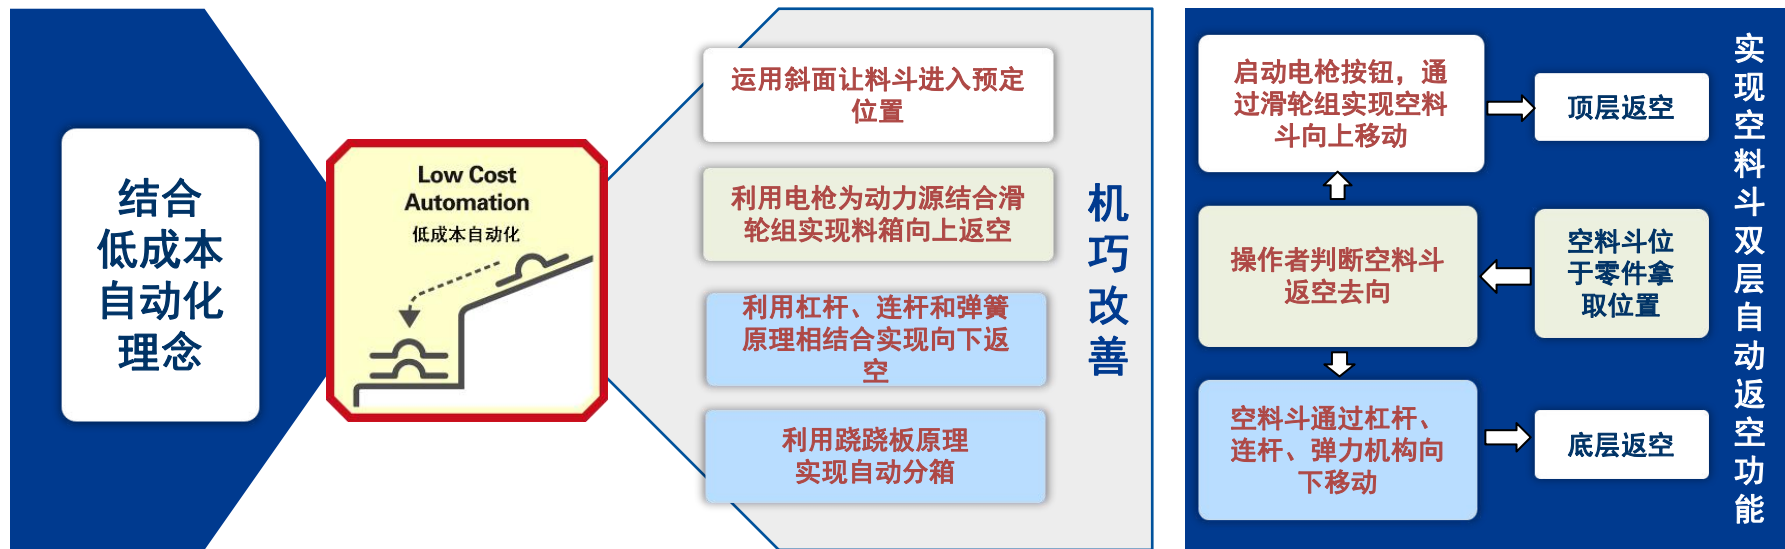 结合
低成本
自动化
理念
Low Cost
Automation
低成本自动化
运用斜面让料斗进入预定
位置
利用电枪为动力源结合滑
轮组实现料箱向上返空
利用杠杆、连杆和弹簧
原理相结合实现向下返
空
利用跷跷板原理
实现自动分箱
机巧改善
启动电枪按钮，通
过滑轮组实现空料
斗向上移动
顶层返空
操作者判断空料斗
返空去向
空料斗位
于零件拿
取位置
空料斗通过杠杆、
连杆、弹力机构向
下移动
底层返空
实现空料斗双层自动返空功能